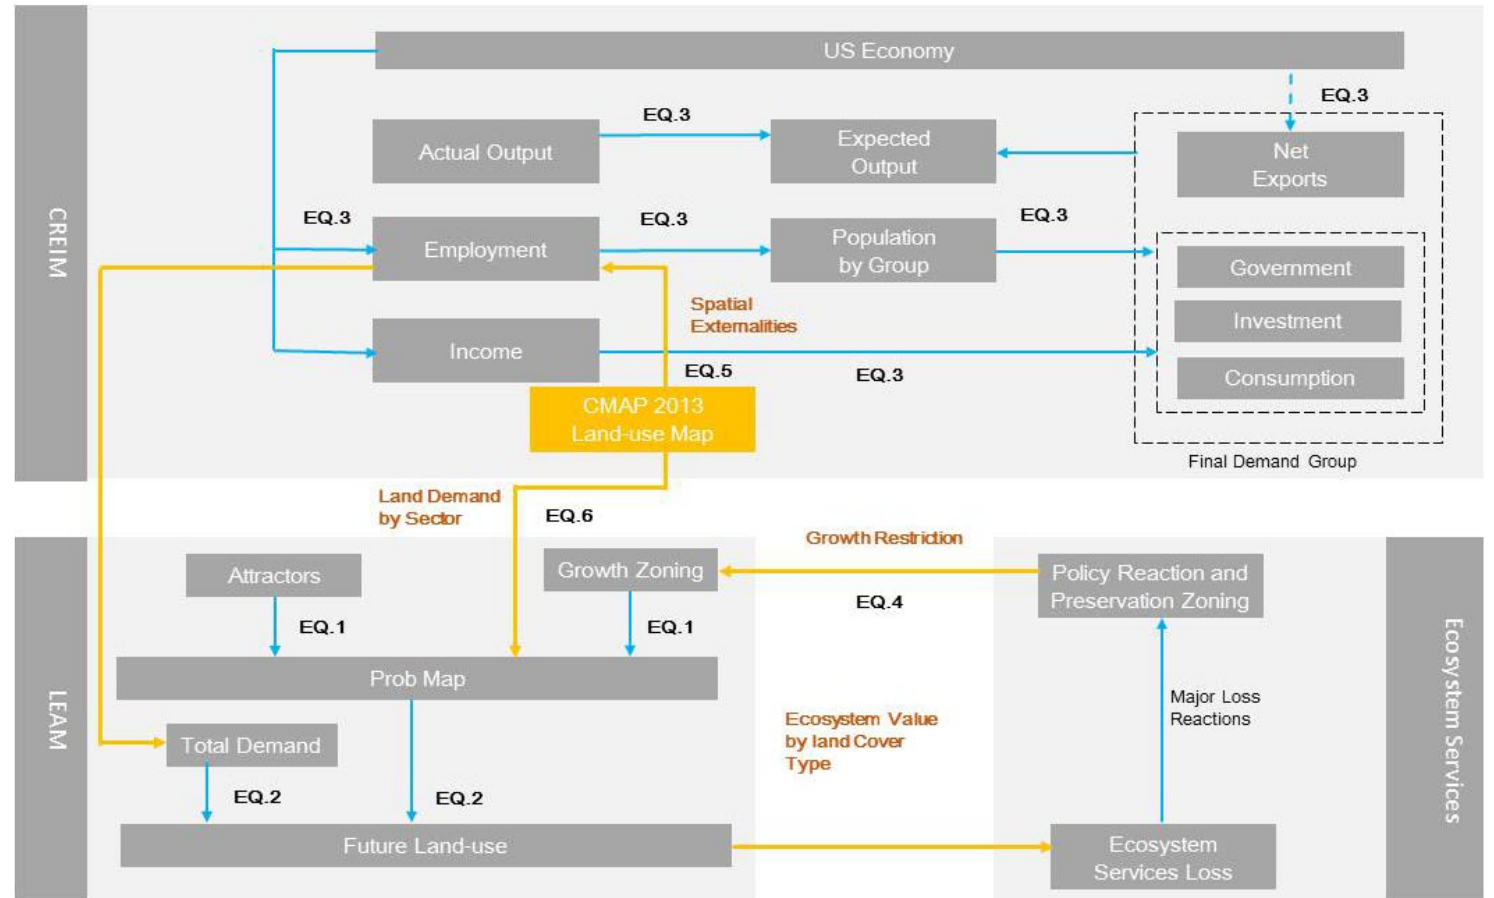 US Economy
EQ.3
EQ.3
Actual Output
Expected
Output
Net
Exports
CREIM
EQ.3
EQ.3
EQ.3
Employment
Population
by Group
Government
Spatial
Externalities
Investment
Income
EQ.5
EQ.3
Consumption
CMAP 2013
Land-use Map
Final Demand Group
Land Demand
by Sector
EQ.6
Growth Restriction
Attractors
Growth Zoning
Policy Reaction and
Preservation Zoning
EQ.4
EQ.1
EQ.1
Prob Map
LEAM
Ecosystem Services
Major Loss
Reactions
Ecosystem Value
by land Cover
Type
Total Demand
EQ.2
EQ.2
Future Land-use
Ecosystem
Services Loss